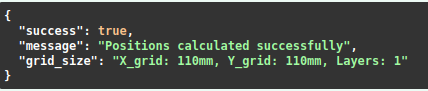 {
  "success": true,
  "message": "Positions calculated successfully",
  "grid_size": "X_grid: 110mm, Y_grid: 110mm, Layers: 1"
}